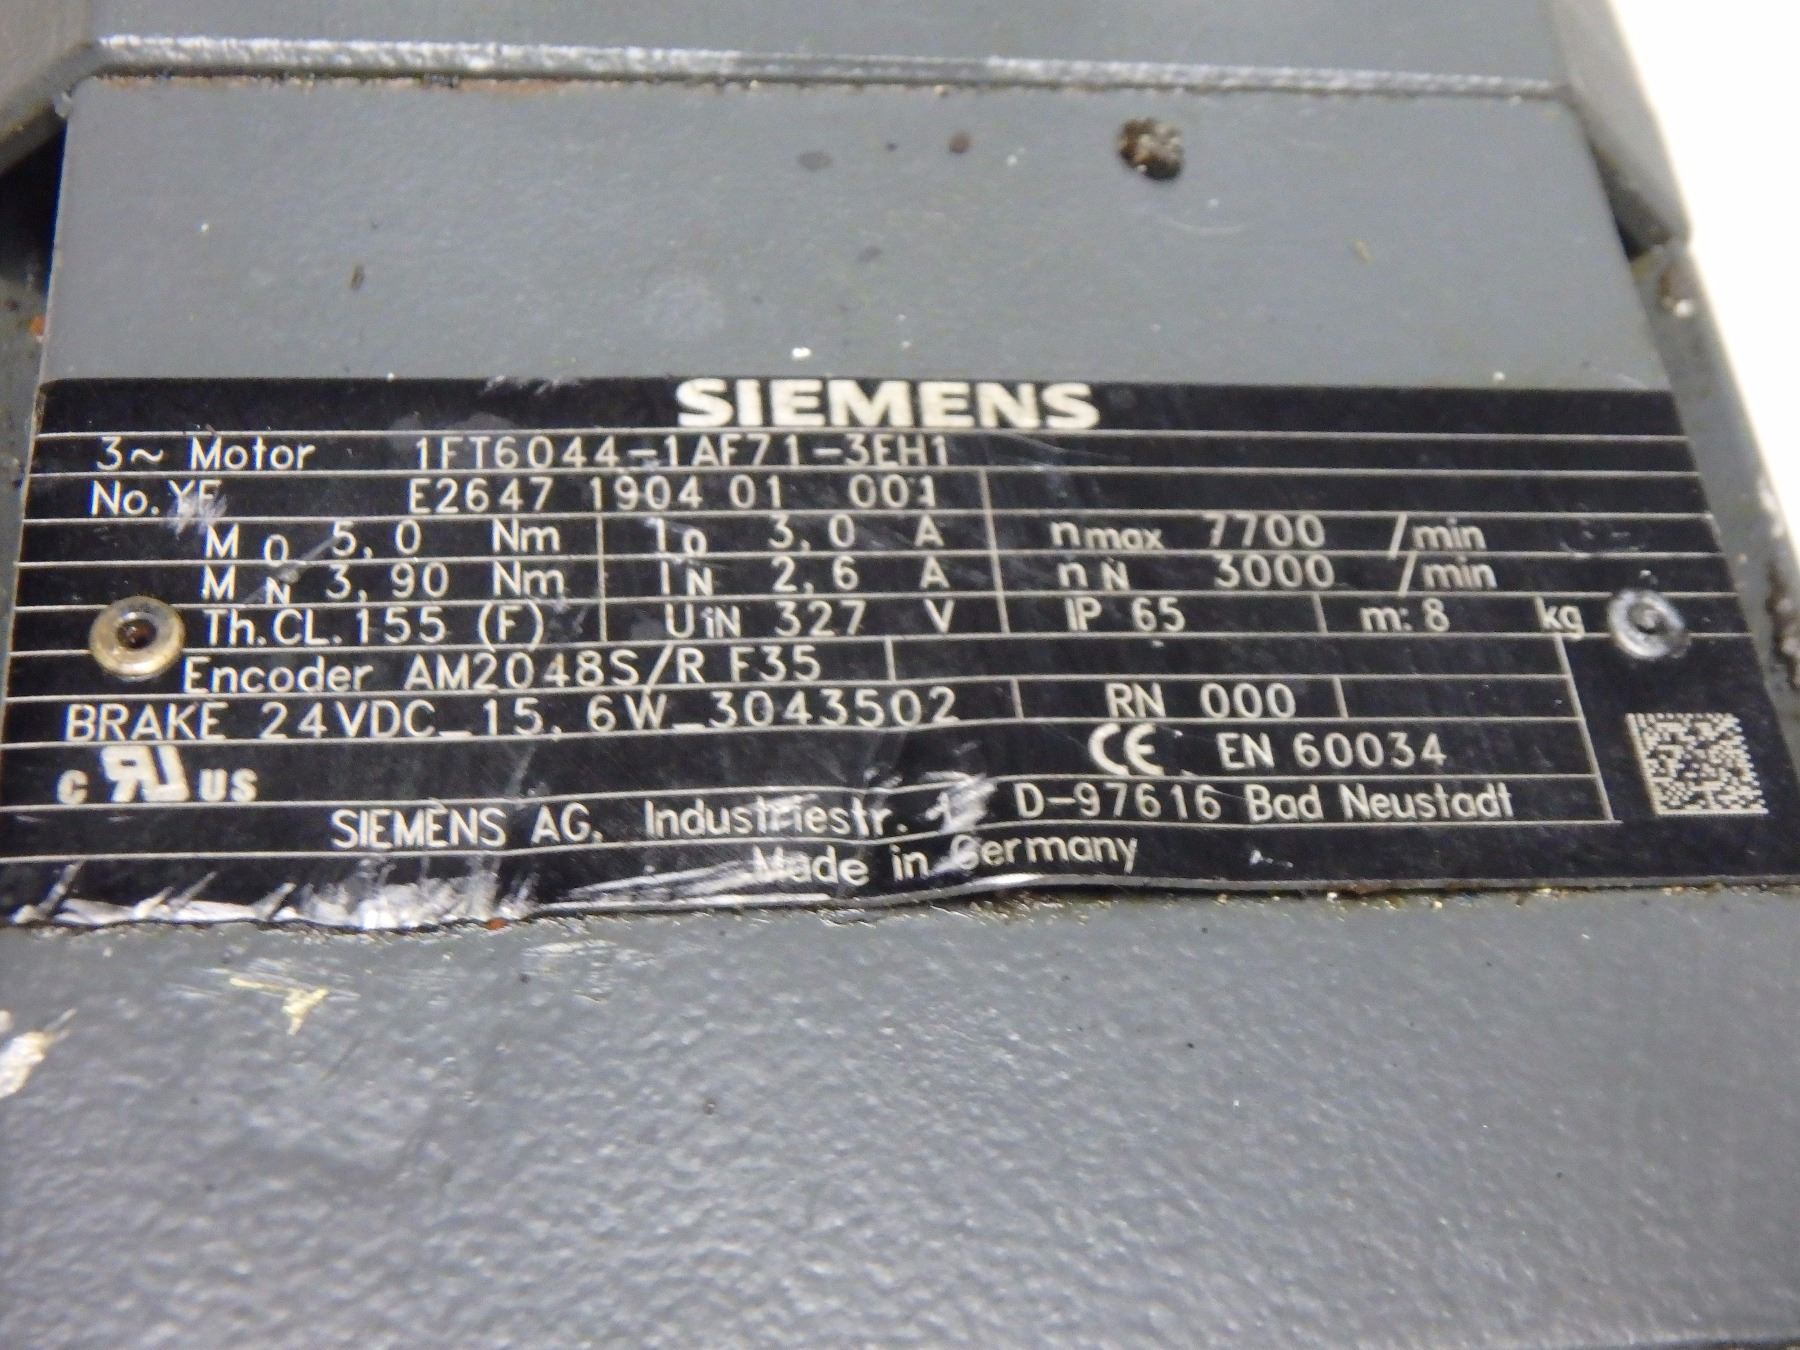 SIEMENS
3~ Motor 1FT6044-1AF71-3EH1
No. YF E2647 1904 01 001
M0 5,0 Nm I0 3,0 A nmax 7700 /min
MN 3,90 Nm IN 2,6 A nN 3000 /min
Th.CL.155 (F) UiN 327 V IP 65 m: 8 kg
Encoder AM2048S/R F35
BRAKE 24VDC_15,6W_3043502 RN 000
c RU US CE EN 60034
SIEMENS AG, Industriestr. D-97616 Bad Neustadt
Made in Germany